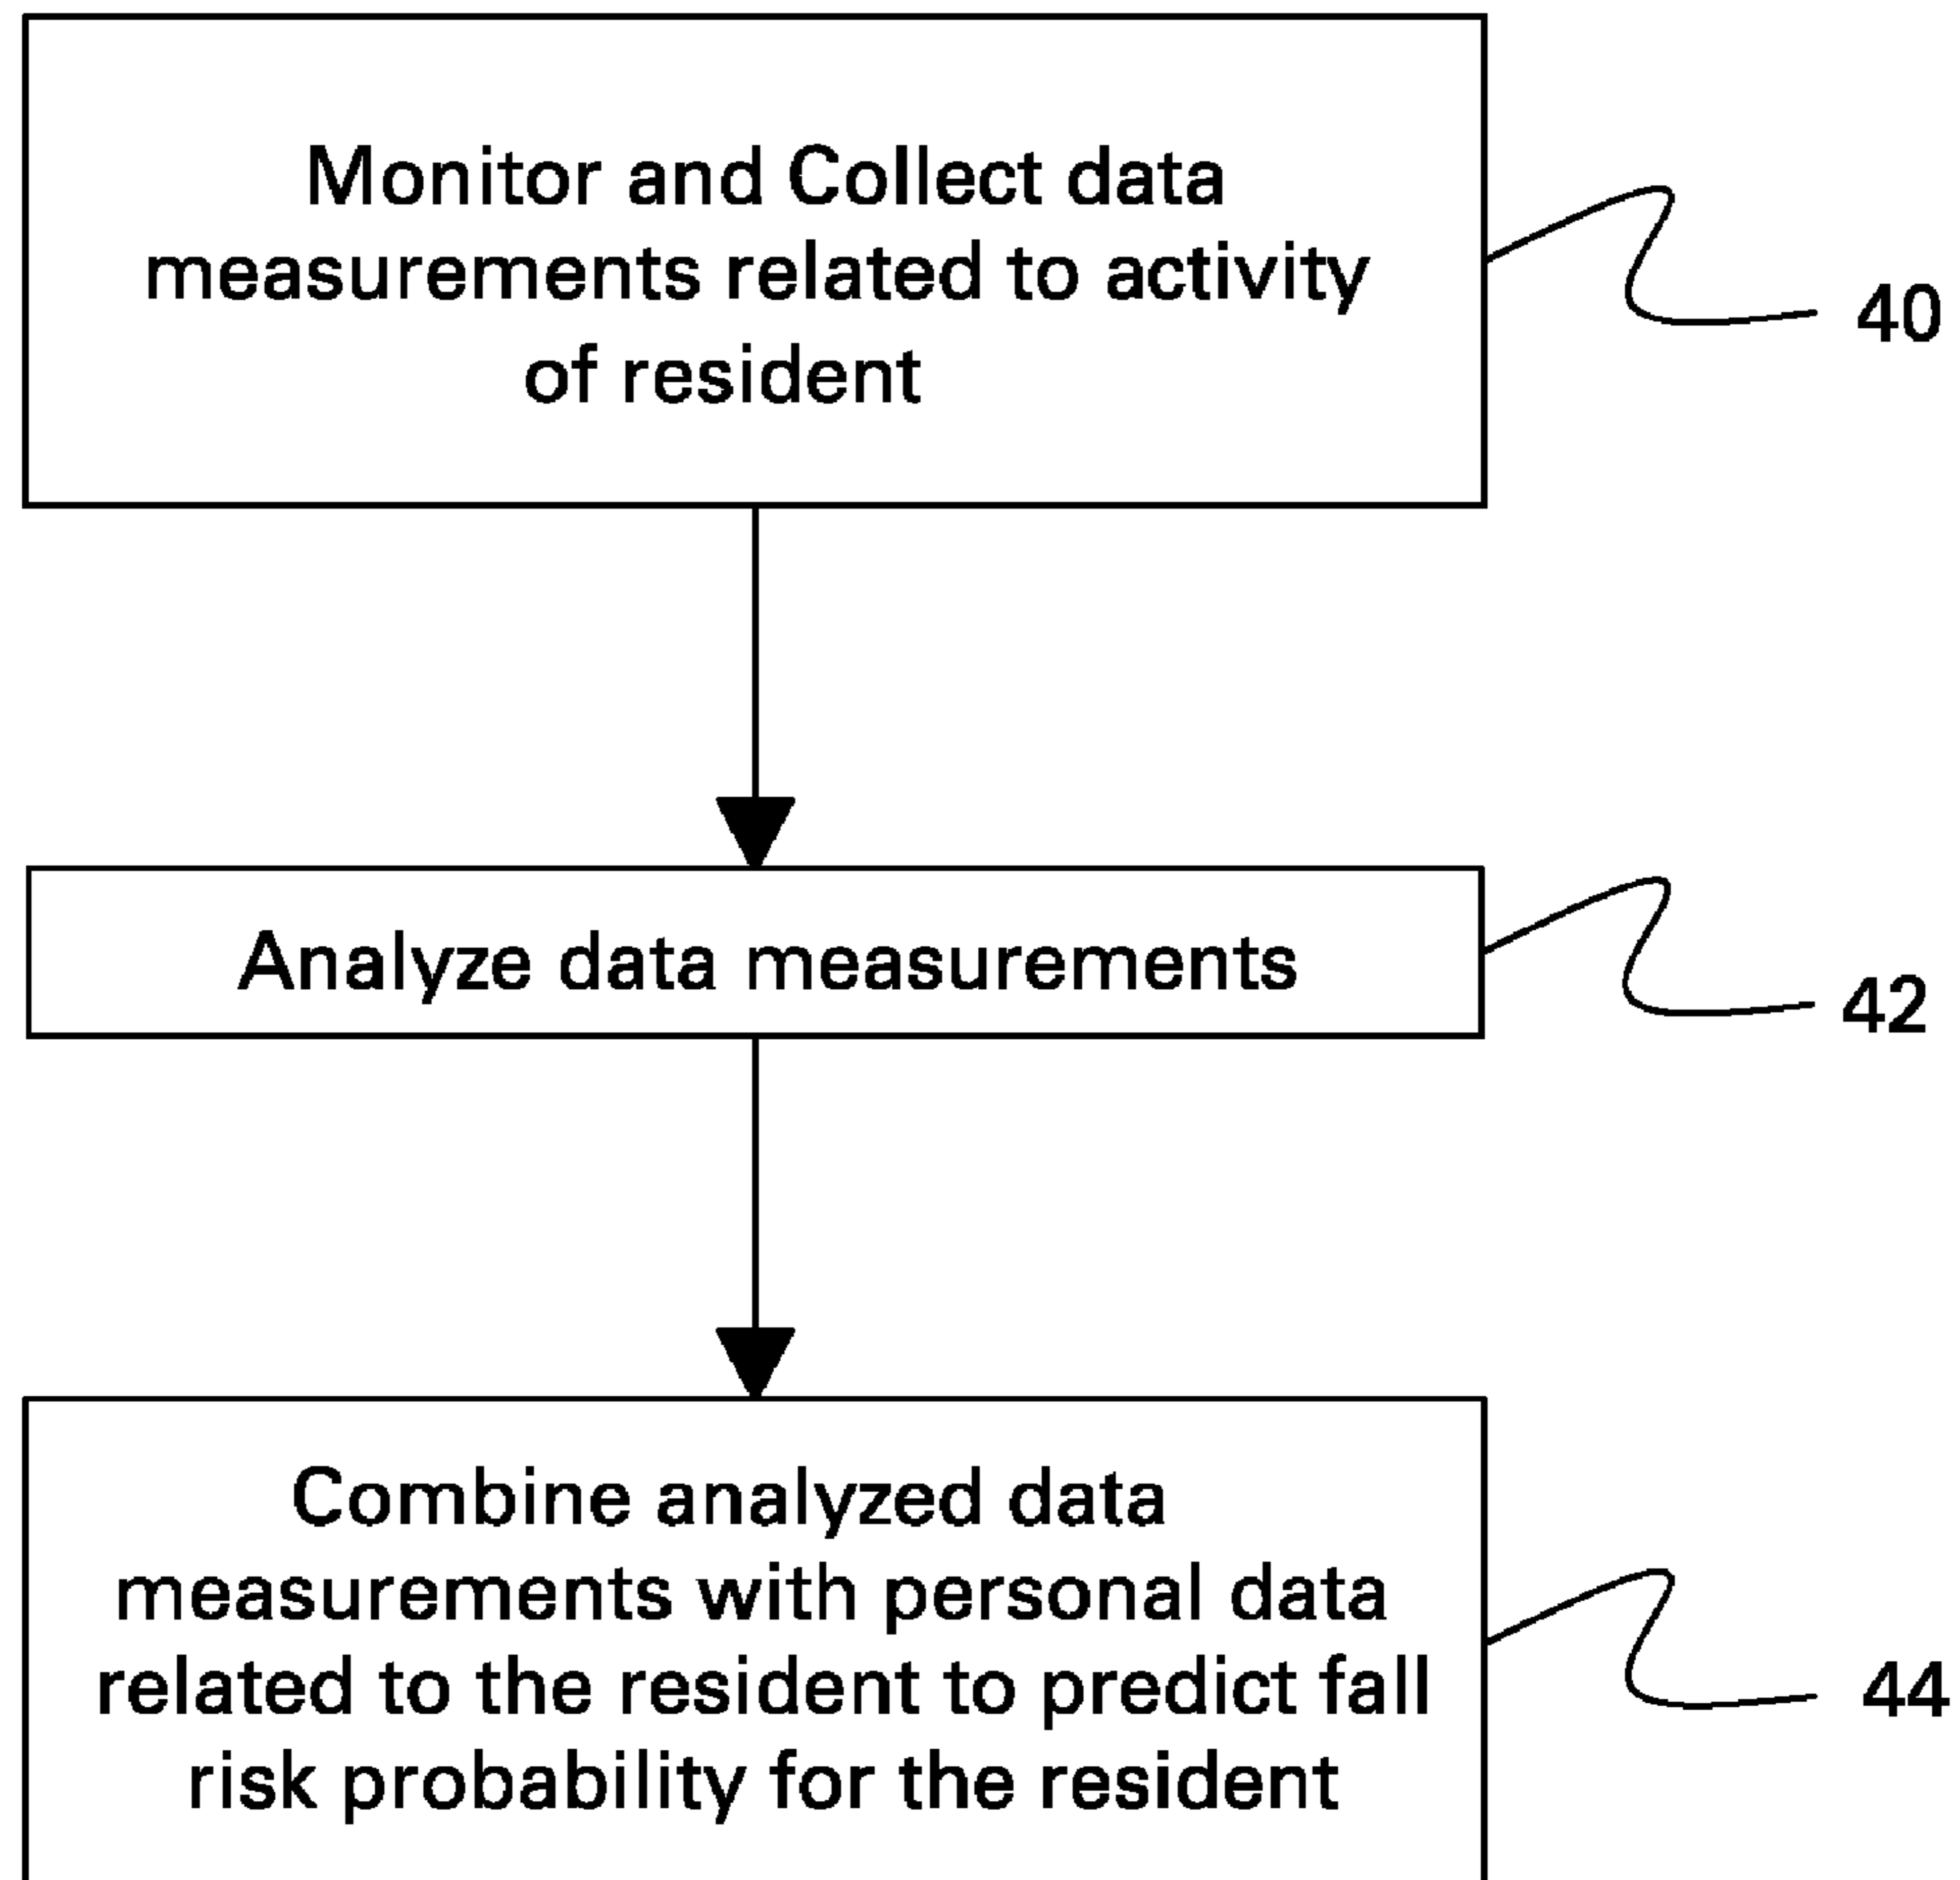 Monitor and Collect data
measurements related to activity
of resident
40
Analyze data measurements
42
Combine analyzed data
measurements with personal data
related to the resident to predict fall
risk probability for the resident
44